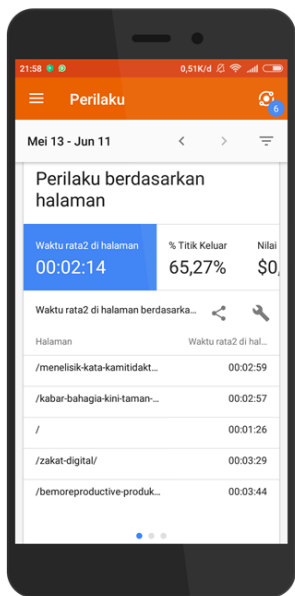 21:58
0,51K/d
Perilaku
6
Mei 13 - Jun 11
Perilaku berdasarkan
halaman
Waktu rata2 di halaman
% Titik Keluar
Nilai
00:02:14
65,27%
$0,
Waktu rata2 di halaman berdasarka...
Halaman
Waktu rata2 di hal...
/menelisik-kata-kamitidakt...
00:02:59
/kabar-bahagia-kini-taman-...
00:02:57
/
00:01:26
/zakat-digital/
00:03:29
/bemoreproductive-produk...
00:03:44